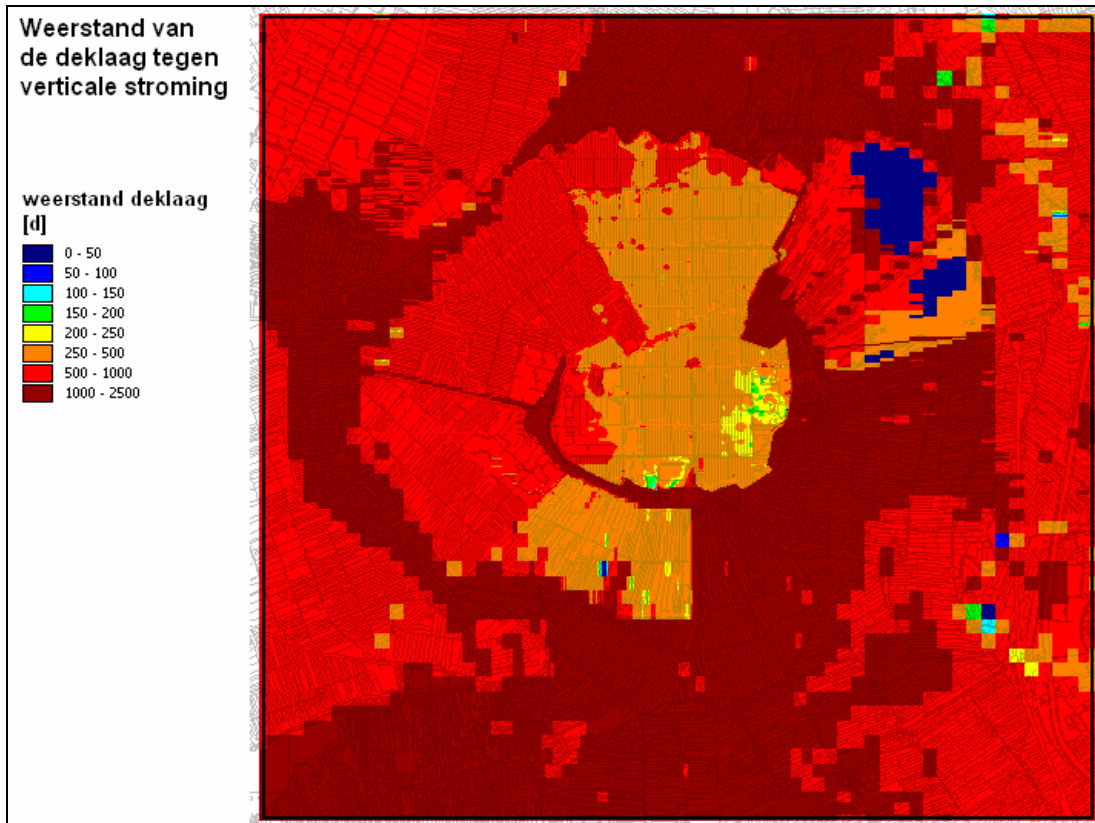 Weerstand van
de deklaag tegen
verticale stroming
weerstand deklaag
[d]
0 - 50
50 - 100
100 - 150
150 - 200
200 - 250
250 - 500
500 - 1000
1000 - 2500